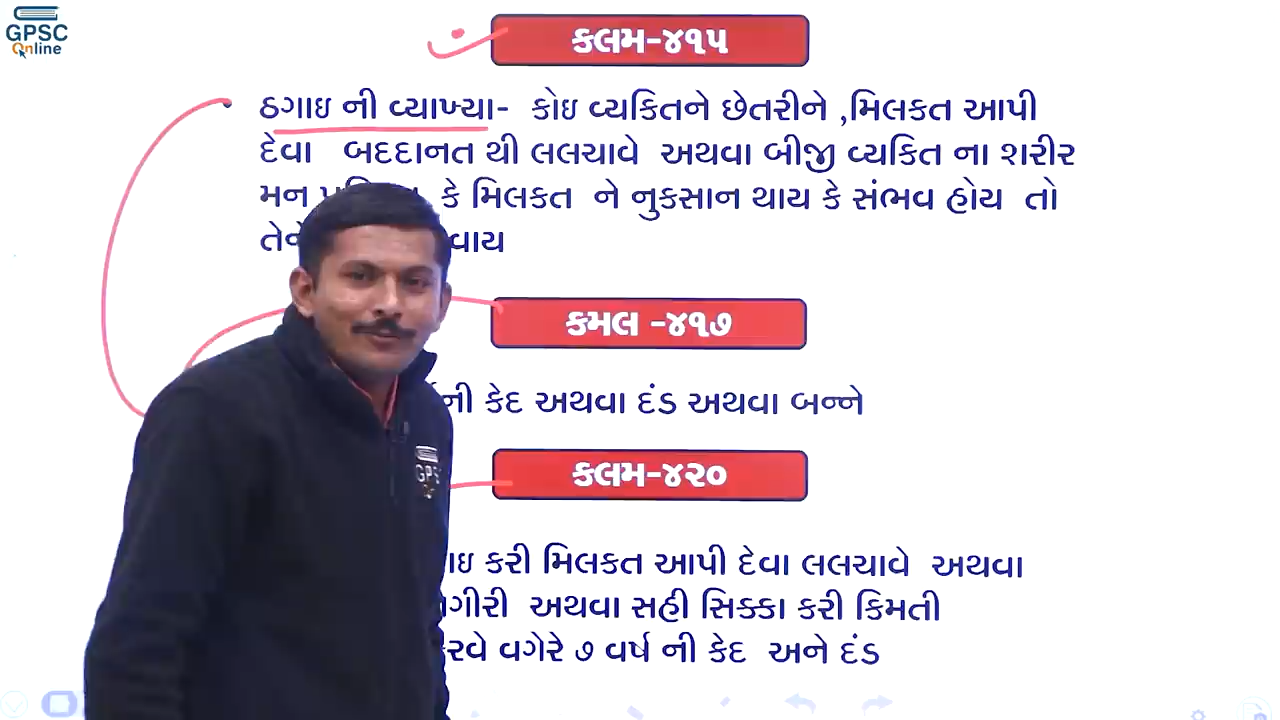 GPSC
Online
કલમ-૪૧૫
ઠગાઇ ની વ્યાખ્યા- કોઇ વ્યકિતને છેતરીને ,મિલકત આપી
દેવા બદદાનત થી લલચાવે અથવા બીજી વ્યકિત ના શરીર
મન કે મિલકત ને નુકસાન થાય કે સંભવ હોય તો
કમલ -૪૧૭
કેદ અથવા દંડ અથવા બન્ને
GPSC
કલમ-૪૨૦
કરી મિલકત આપી દેવા લલચાવે અથવા
અથવા સહી સિક્કા કરી કિમતી
વગેરે ૭ વર્ષ ની કેદ અને દંડ